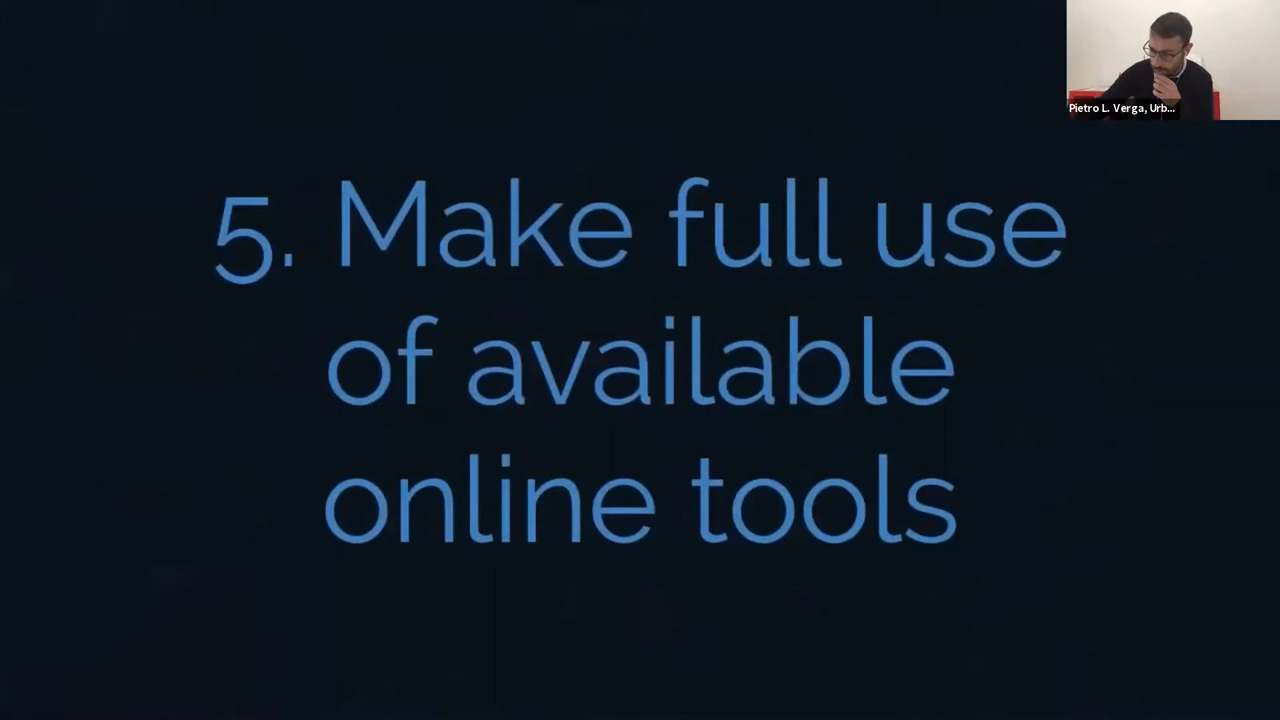 Pietro L. Verga, Urb...
5. Make full use
of available
online tools